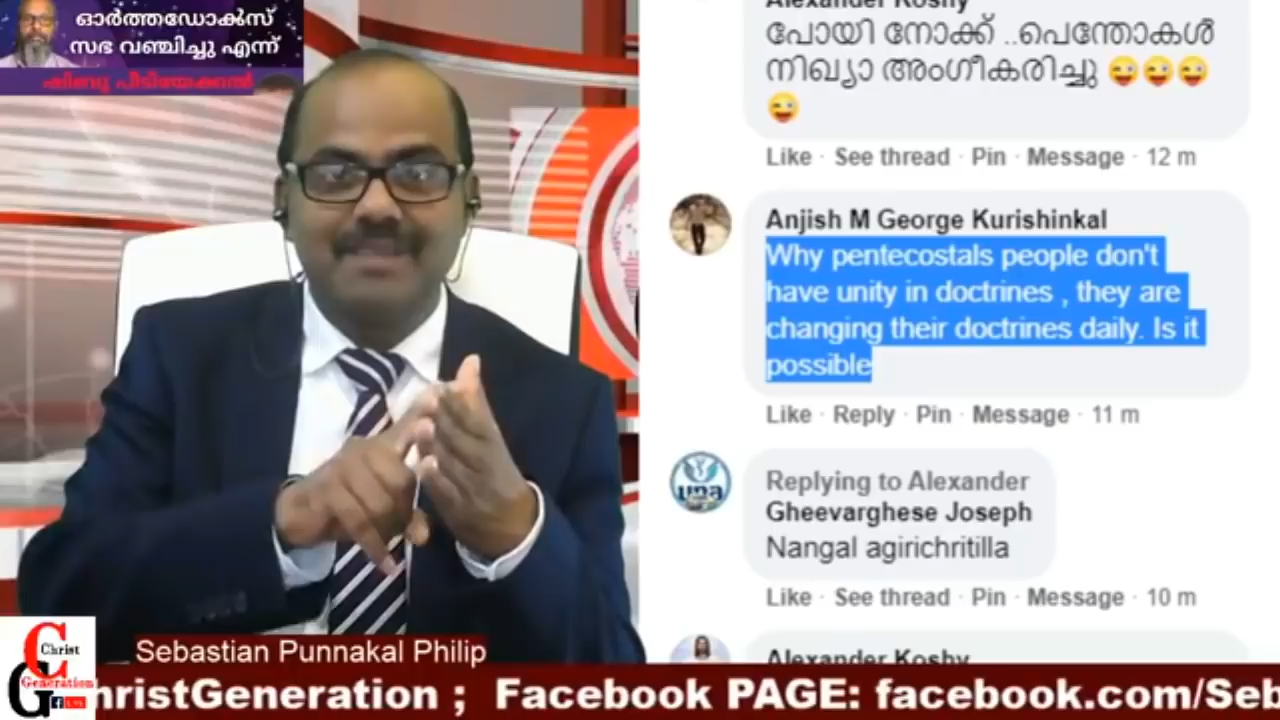 ഓർത്തഡോക്സ്
സഭ വഞ്ചിച്ചു എന്ന്
ഷിബു പീടിയേക്കൽ
Alexander Koshy
പോയി നോക്ക് ..പെന്തോകൾ
നിഖ്യാ അംഗീകരിച്ചു 😜😜😜
😜
Like · See thread · Pin · Message · 12 m
Anjish M George Kurishinkal
Why pentecostals people don't
have unity in doctrines , they are
changing their doctrines daily. Is it
possible
Like · Reply · Pin · Message · 11 m
Replying to Alexander
Gheevarghese Joseph
Nangal agirichritilla
Like · See thread · Pin · Message · 10 m
Alexander Koshy
Sebastian Punnakal Philip
C Christ
G Generation
hristGeneration ; Facebook PAGE: facebook.com/Seb